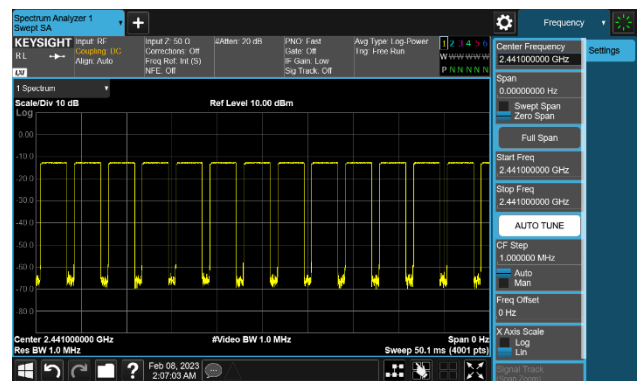 Spectrum Analyzer 1
Swept SA
Frequency
KEYSIGHT
RL
Input: RF
Coupling: DC
Align: Auto
Input Z: 50 Ω
Corrections: Off
Freq Ref: Int (S)
NFE: Off
#Atten: 20 dB
PNO: Fast
Gate: Off
IF Gain: Low
Sig Track: Off
Avg Type: Log-Power
Trig: Free Run
1 2 3 4 5 6
W W W W W W
P N N N N N
Center Frequency
2.441000000 GHz
Settings
Span
0.00000000 Hz
Swept Span
Zero Span
Full Span
Start Freq
2.441000000 GHz
Stop Freq
2.441000000 GHz
AUTO TUNE
CF Step
1.000000 MHz
Auto
Man
Freq Offset
0 Hz
X Axis Scale
Log
Lin
Signal Track
(Span Zoom)
1 Spectrum
Scale/Div 10 dB
Ref Level 10.00 dBm
Log
0.00
-10.0
-20.0
-30.0
-40.0
-50.0
-60.0
-70.0
-80.0
Center 2.441000000 GHz
#Video BW 1.0 MHz
Span 0 Hz
Res BW 1.0 MHz
Sweep 50.1 ms (4001 pts)
?
Feb 08, 2023
2:07:03 AM